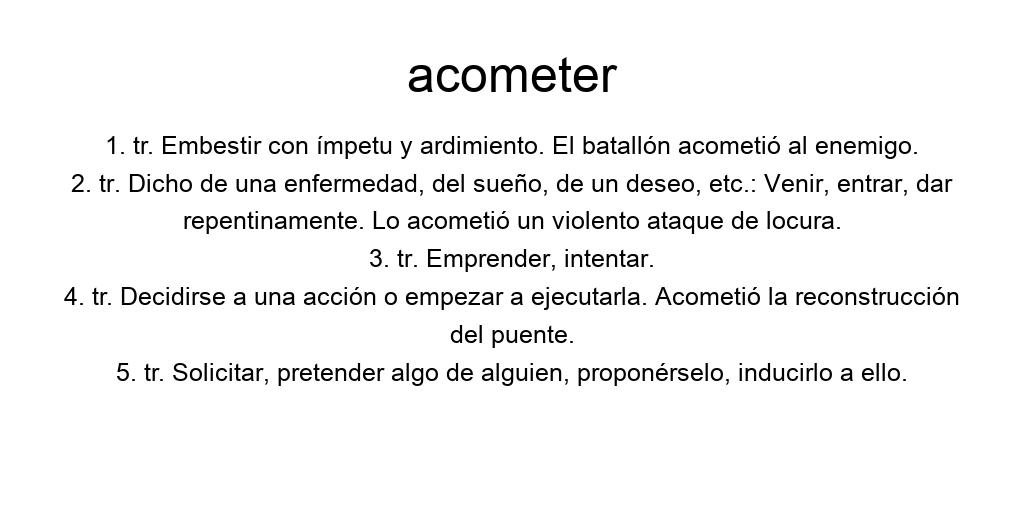 acometer
1. tr. Embestir con ímpetu y ardimiento. El batallón acometió al enemigo.
2. tr. Dicho de una enfermedad, del sueño, de un deseo, etc.: Venir, entrar, dar
repentinamente. Lo acometió un violento ataque de locura.
3. tr. Emprender, intentar.
4. tr. Decidirse a una acción o empezar a ejecutarla. Acometió la reconstrucción
del puente.
5. tr. Solicitar, pretender algo de alguien, proponérselo, inducirlo a ello.